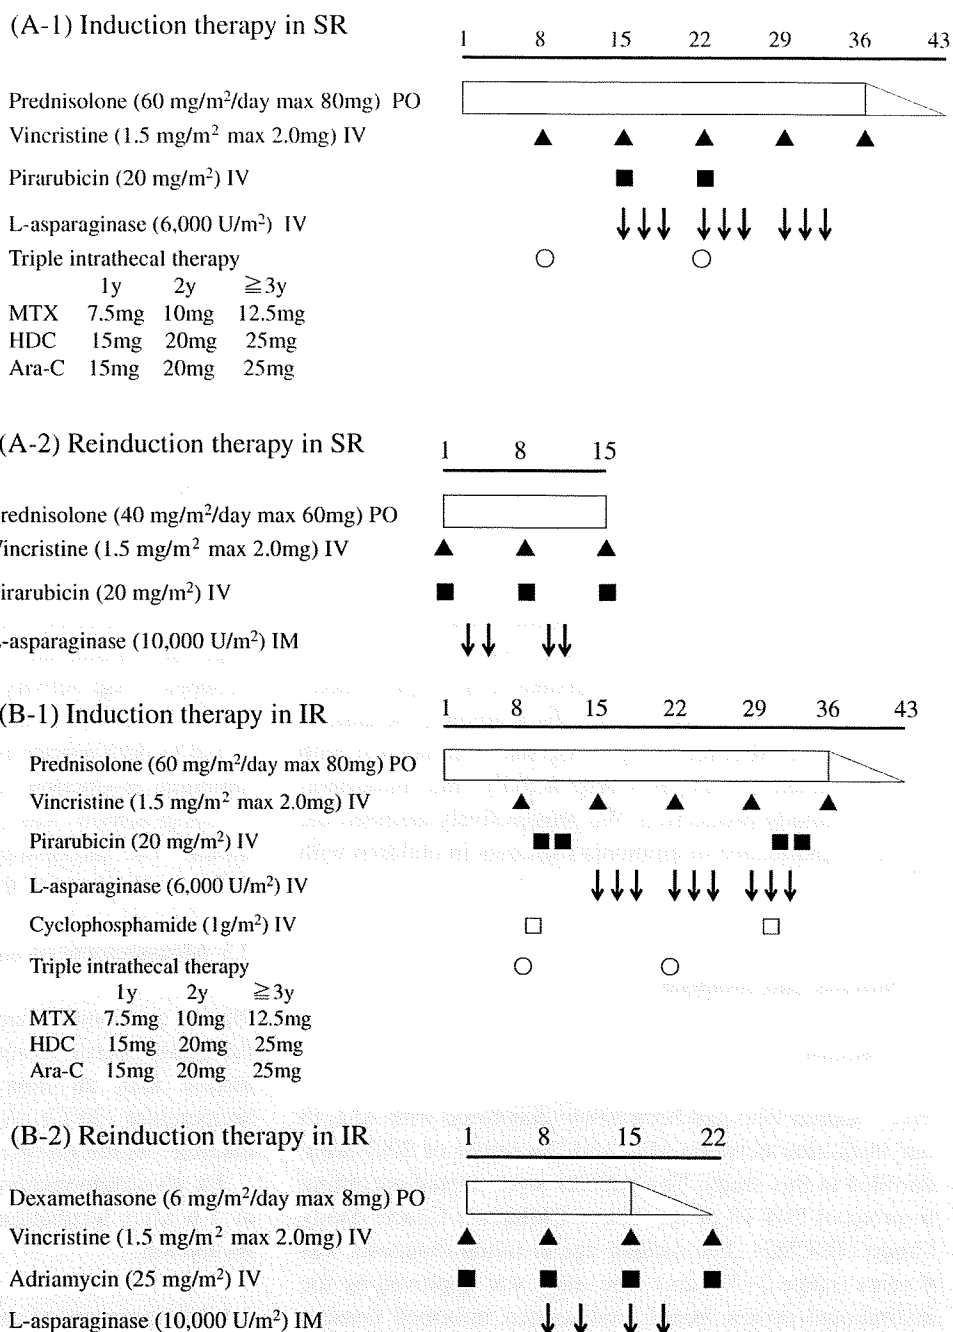 (A-1) Induction therapy in SR
1 8 15 22 29 36 43
Prednisolone (60 mg/m²/day max 80mg) PO
Vincristine (1.5 mg/m² max 2.0mg) IV
Pirarubicin (20 mg/m²) IV
L-asparaginase (6,000 U/m²) IV
Triple intrathecal therapy
1y 2y ≧3y
MTX 7.5mg 10mg 12.5mg
HDC 15mg 20mg 25mg
Ara-C 15mg 20mg 25mg
(A-2) Reinduction therapy in SR
1 8 15
rednisolone (40 mg/m²/day max 60mg) PO
Vincristine (1.5 mg/m² max 2.0mg) IV
irarubicin (20 mg/m²) IV
L-asparaginase (10,000 U/m²) IM
(B-1) Induction therapy in IR
1 8 15 22 29 36 43
Prednisolone (60 mg/m²/day max 80mg) PO
Vincristine (1.5 mg/m² max 2.0mg) IV
Pirarubicin (20 mg/m²) IV
L-asparaginase (6,000 U/m²) IV
Cyclophosphamide (1g/m²) IV
Triple intrathecal therapy
1y 2y ≧3y
MTX 7.5mg 10mg 12.5mg
HDC 15mg 20mg 25mg
Ara-C 15mg 20mg 25mg
(B-2) Reinduction therapy in IR
1 8 15 22
Dexamethasone (6 mg/m²/day max 8mg) PO
Vincristine (1.5 mg/m² max 2.0mg) IV
Adriamycin (25 mg/m²) IV
L-asparaginase (10,000 U/m²) IM